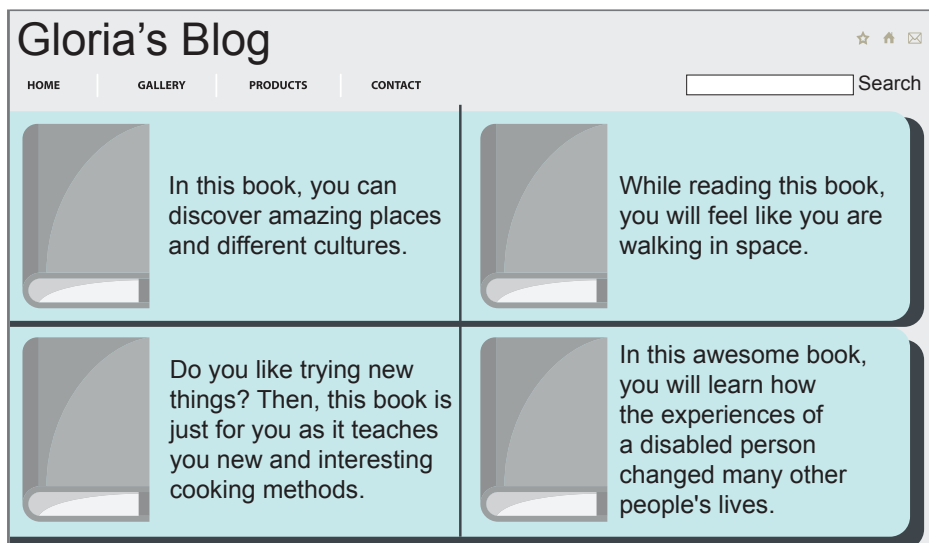 Gloria’s Blog
HOME GALLERY PRODUCTS CONTACT
Search
In this book, you can
discover amazing places
and different cultures.
While reading this book,
you will feel like you are
walking in space.
Do you like trying new
things? Then, this book is
just for you as it teaches
you new and interesting
cooking methods.
In this awesome book,
you will learn how
the experiences of
a disabled person
changed many other
people's lives.